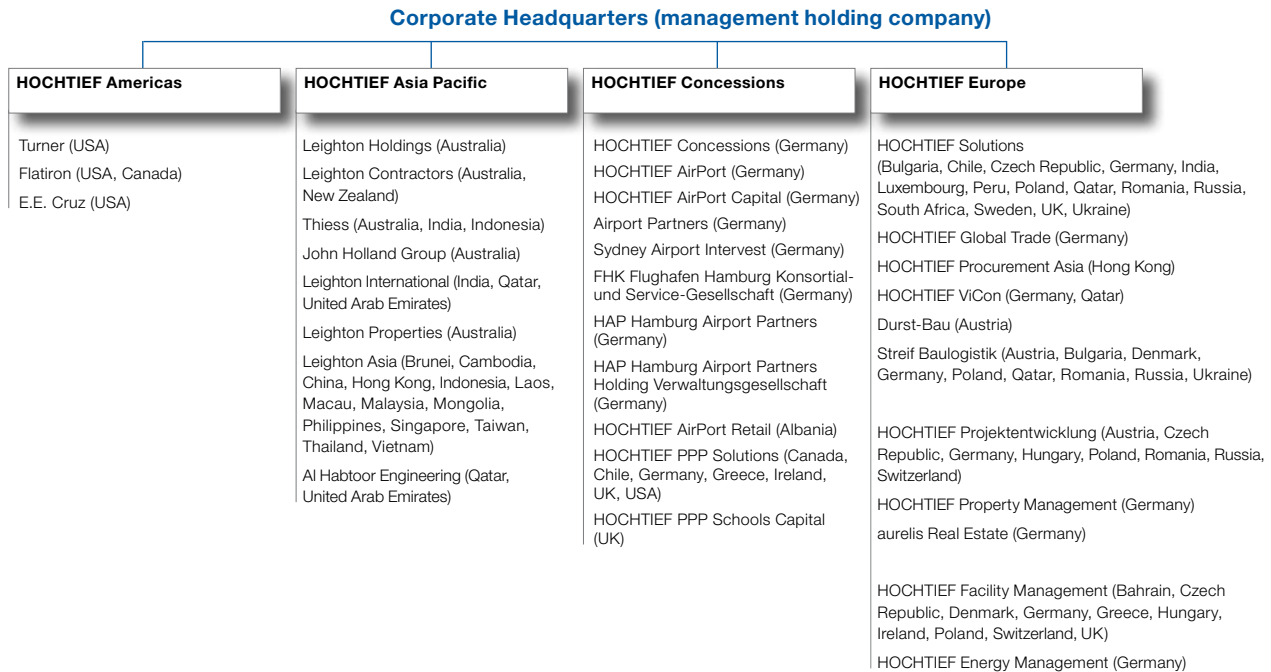 Corporate Headquarters (management holding company)
HOCHTIEF Americas
Turner (USA)
Flatiron (USA, Canada)
E.E. Cruz (USA)
HOCHTIEF Asia Pacific
Leighton Holdings (Australia)
Leighton Contractors (Australia,
New Zealand)
Thiess (Australia, India, Indonesia)
John Holland Group (Australia)
Leighton International (India, Qatar,
United Arab Emirates)
Leighton Properties (Australia)
Leighton Asia (Brunei, Cambodia,
China, Hong Kong, Indonesia, Laos,
Macau, Malaysia, Mongolia,
Philippines, Singapore, Taiwan,
Thailand, Vietnam)
Al Habtoor Engineering (Qatar,
United Arab Emirates)
HOCHTIEF Concessions
HOCHTIEF Concessions (Germany)
HOCHTIEF AirPort (Germany)
HOCHTIEF AirPort Capital (Germany)
Airport Partners (Germany)
Sydney Airport Intervest (Germany)
FHK Flughafen Hamburg Konsortial-
und Service-Gesellschaft (Germany)
HAP Hamburg Airport Partners
(Germany)
HAP Hamburg Airport Partners
Holding Verwaltungsgesellschaft
(Germany)
HOCHTIEF AirPort Retail (Albania)
HOCHTIEF PPP Solutions (Canada,
Chile, Germany, Greece, Ireland,
UK, USA)
HOCHTIEF PPP Schools Capital
(UK)
HOCHTIEF Europe
HOCHTIEF Solutions
(Bulgaria, Chile, Czech Republic, Germany, India,
Luxembourg, Peru, Poland, Qatar, Romania, Russia,
South Africa, Sweden, UK, Ukraine)
HOCHTIEF Global Trade (Germany)
HOCHTIEF Procurement Asia (Hong Kong)
HOCHTIEF ViCon (Germany, Qatar)
Durst-Bau (Austria)
Streif Baulogistik (Austria, Bulgaria, Denmark,
Germany, Poland, Qatar, Romania, Russia, Ukraine)
HOCHTIEF Projektentwicklung (Austria, Czech
Republic, Germany, Hungary, Poland, Romania, Russia,
Switzerland)
HOCHTIEF Property Management (Germany)
aurelis Real Estate (Germany)
HOCHTIEF Facility Management (Bahrain, Czech
Republic, Denmark, Germany, Greece, Hungary,
Ireland, Poland, Switzerland, UK)
HOCHTIEF Energy Management (Germany)